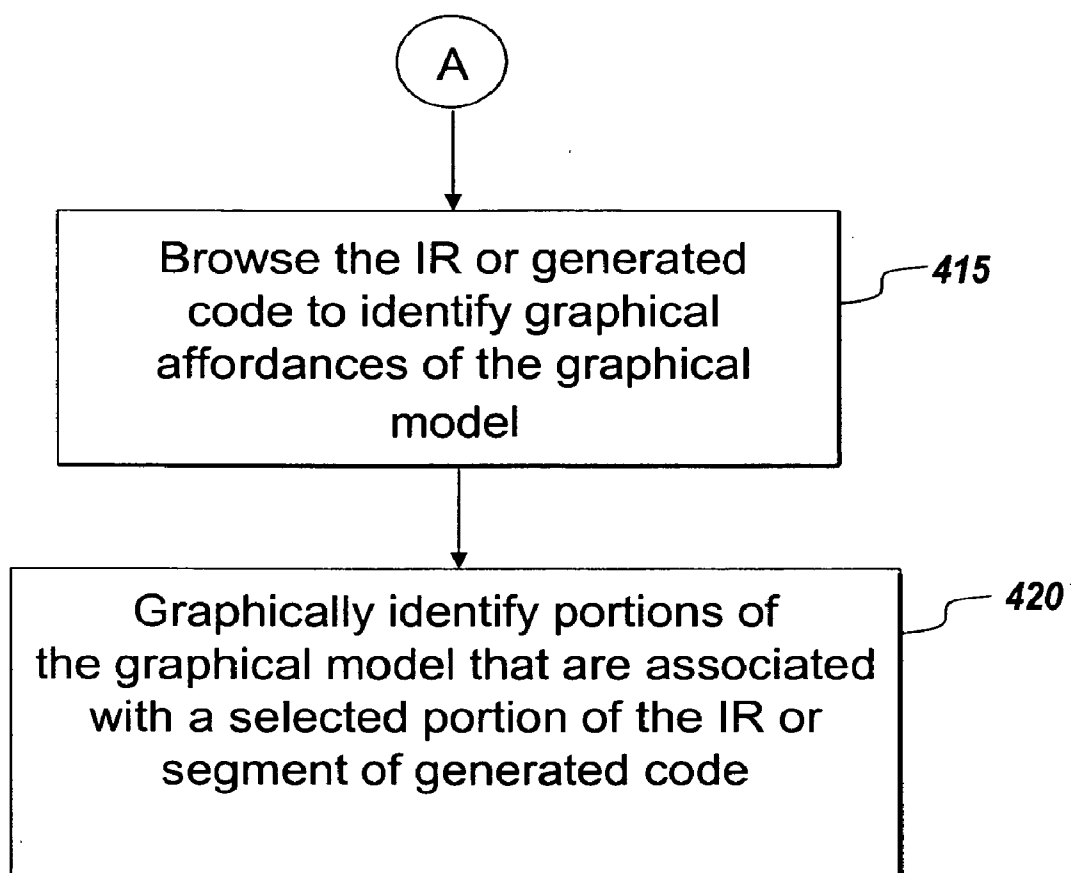 A
Browse the IR or generated
code to identify graphical
affordances of the graphical
model
415
Graphically identify portions of
the graphical model that are associated
with a selected portion of the IR or
segment of generated code
420